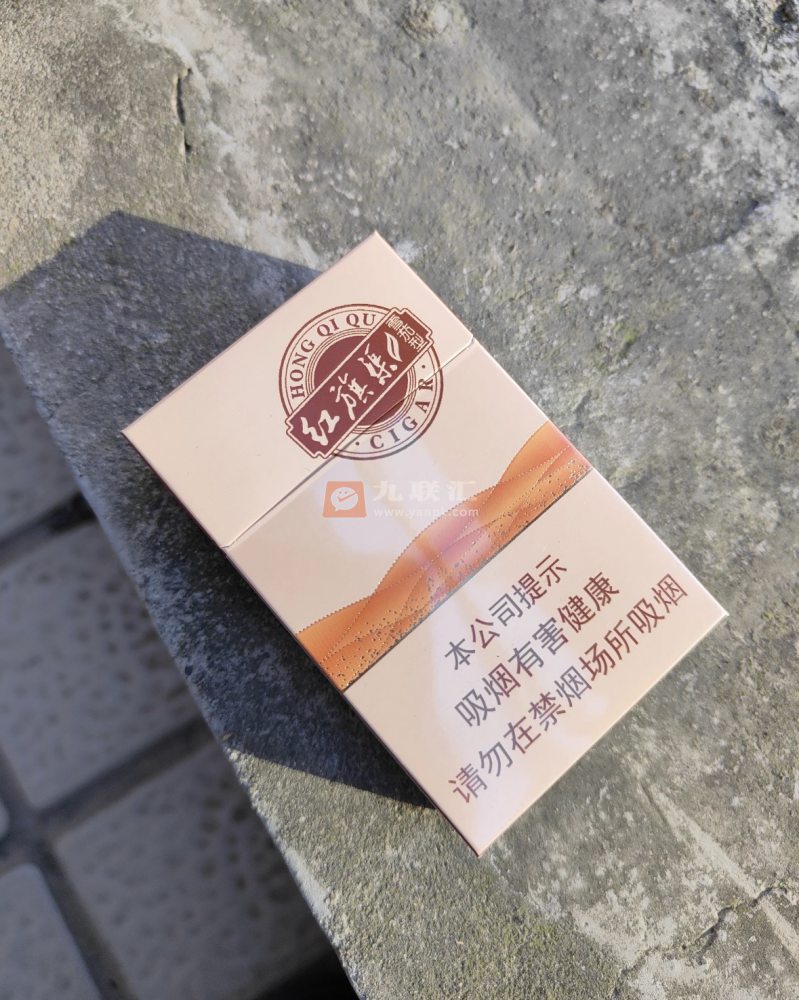 HONG QI QU
红旗渠
雪茄型
· CIGAR ·
九联汇
www.yanpb.com
本公司提示
吸烟有害健康
请勿在禁烟场所吸烟